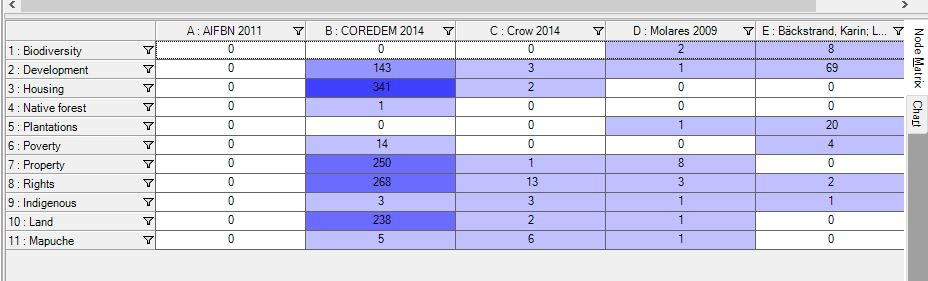 A : AIFBN 2011 B : COREDEM 2014 C : Crow 2014 D : Molares 2009 E : Bäckstrand, Karin; L...
1 : Biodiversity 0 0 0 2 8
2 : Development 0 143 3 1 69
3 : Housing 0 341 2 0 0
4 : Native forest 0 1 0 0 0
5 : Plantations 0 0 0 1 20
6 : Poverty 0 14 0 0 4
7 : Property 0 250 1 8 0
8 : Rights 0 268 13 3 2
9 : Indigenous 0 3 3 1 1
10 : Land 0 238 2 1 0
11 : Mapuche 0 5 6 1 0
Node Matrix
Chart